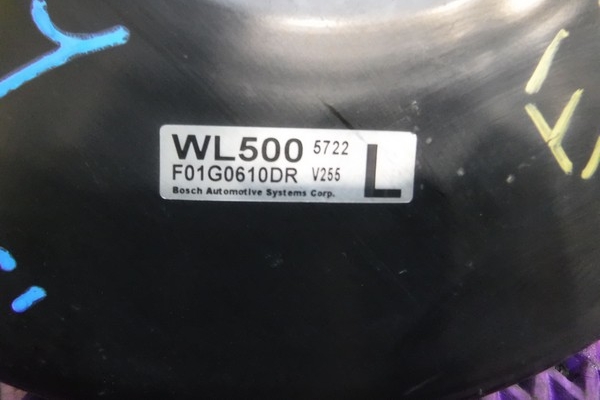 WL500 5722
F01G0610DR V255 L
Bosch Automotive Systems Corp.